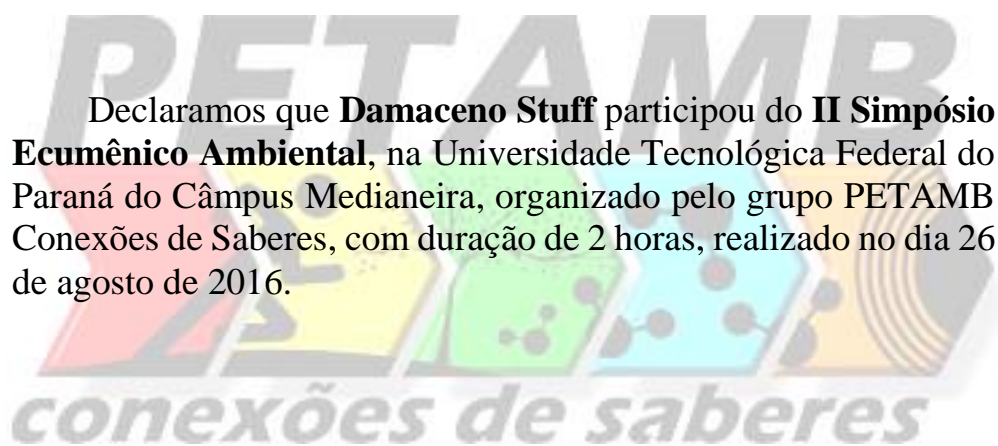 PETAMB
Declaramos que Damaceno Stuff participou do II Simpósio
Ecumênico Ambiental, na Universidade Tecnológica Federal do
Paraná do Câmpus Medianeira, organizado pelo grupo PETAMB
Conexões de Saberes, com duração de 2 horas, realizado no dia 26
de agosto de 2016.
conexões de saberes